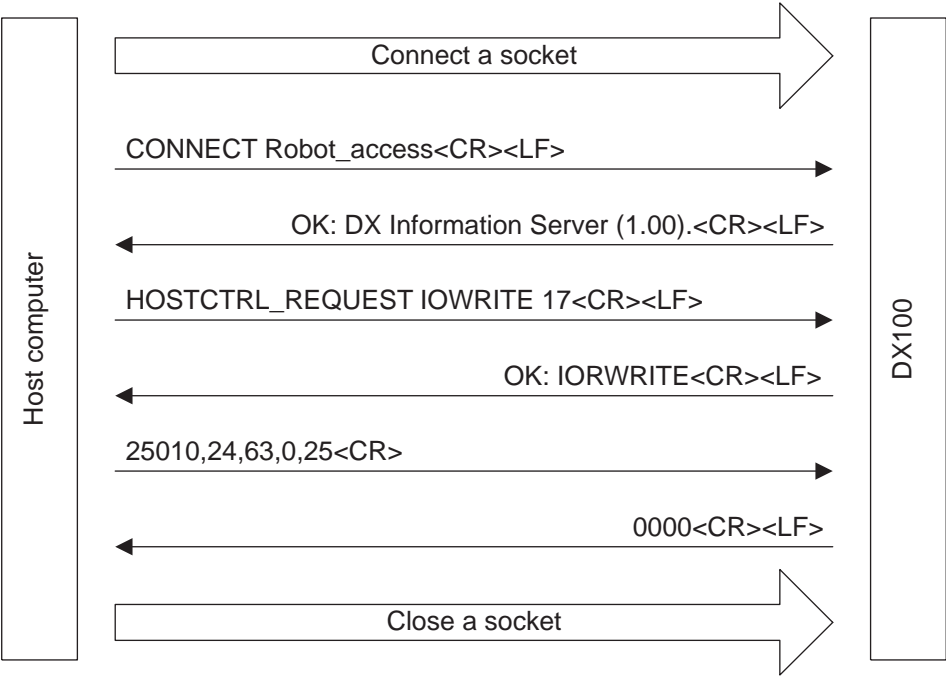 Connect a socket
CONNECT Robot_access<CR><LF>
OK: DX Information Server (1.00).<CR><LF>
HOSTCTRL_REQUEST IOWRITE 17<CR><LF>
OK: IORWRITE<CR><LF>
25010,24,63,0,25<CR>
0000<CR><LF>
Close a socket
Host computer
DX100